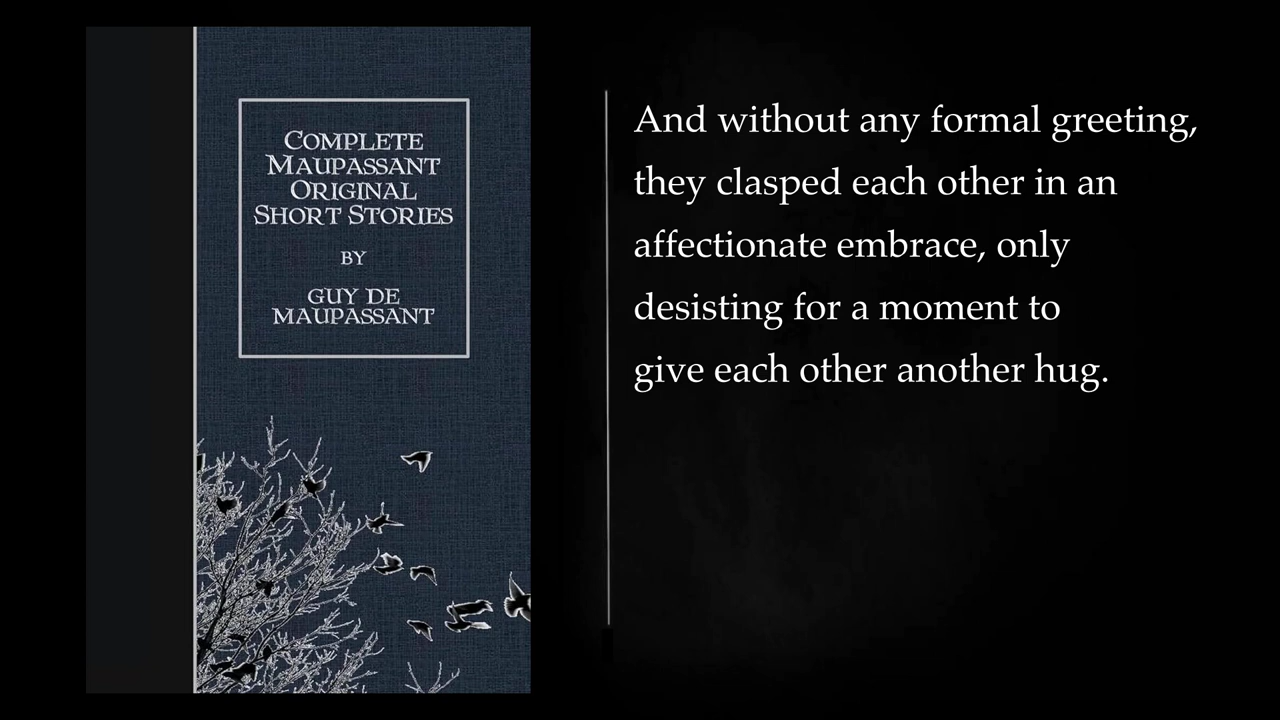 COMPLETE
MAUPASSANT
ORIGINAL
SHORT STORIES
BY
GUY DE
MAUPASSANT
And without any formal greeting,
they clasped each other in an
affectionate embrace, only
desisting for a moment to
give each other another hug.